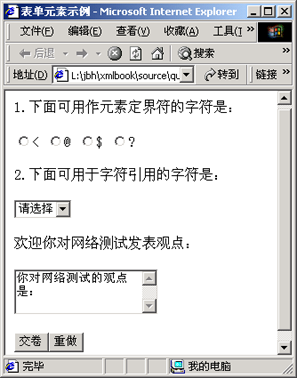 表单元素示例 - Microsoft Internet Explorer
文件(F) 编辑(E) 查看(V) 收藏(A) 工具(
后退 搜索
地址(D) L:\jbh\xmlbook\source\qu 转到 链接 »
1.下面可用作元素定界符的字符是：
< @ $ ?
2.下面可用于字符引用的字符是：
请选择
欢迎你对网络测试发表观点：
你对网络测试的观点
是：
交卷 重做
完毕 我的电脑